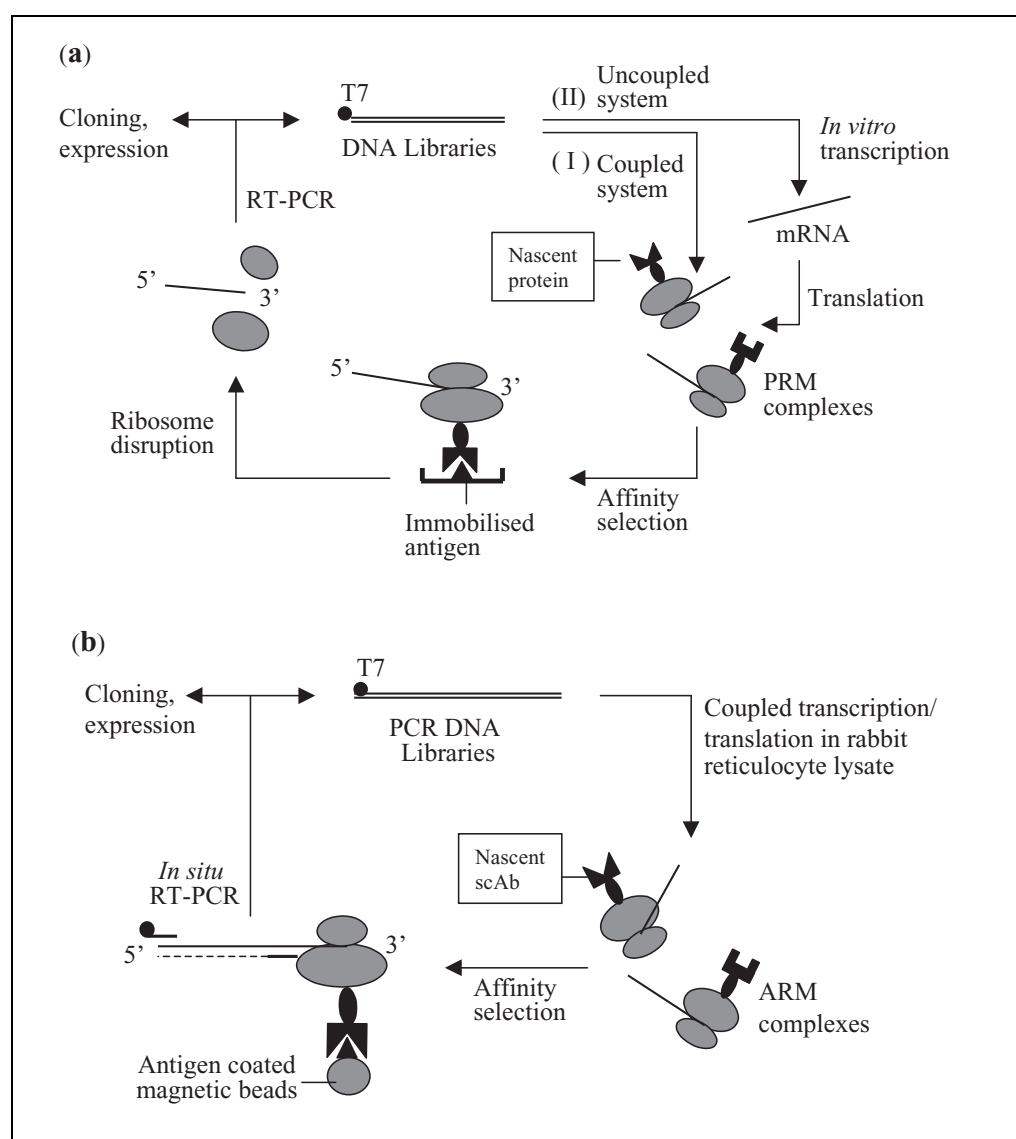 (a)
T7
Cloning,
expression
DNA Libraries
(II) Uncoupled
system
( I ) Coupled
system
In vitro
transcription
RT-PCR
mRNA
Nascent
protein
5’
3’
Translation
5’
3’
PRM
complexes
Ribosome
disruption
Immobilised
antigen
Affinity
selection
(b)
T7
Cloning,
expression
PCR DNA
Libraries
Coupled transcription/
translation in rabbit
reticulocyte lysate
Nascent
scAb
In situ
RT-PCR
5’
3’
Affinity
selection
ARM
complexes
Antigen coated
magnetic beads